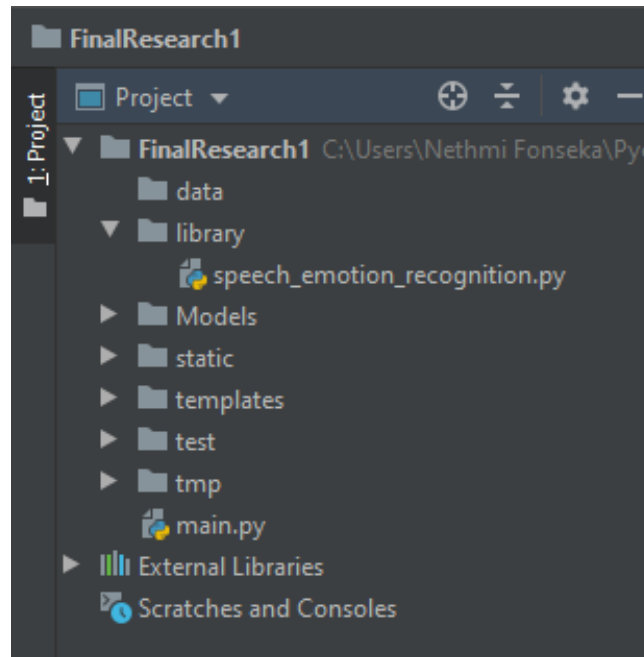 FinalResearch1
1: Project
Project
FinalResearch1 C:\Users\Nethmi Fonseka\Pyc
data
library
speech_emotion_recognition.py
Models
static
templates
test
tmp
main.py
External Libraries
Scratches and Consoles